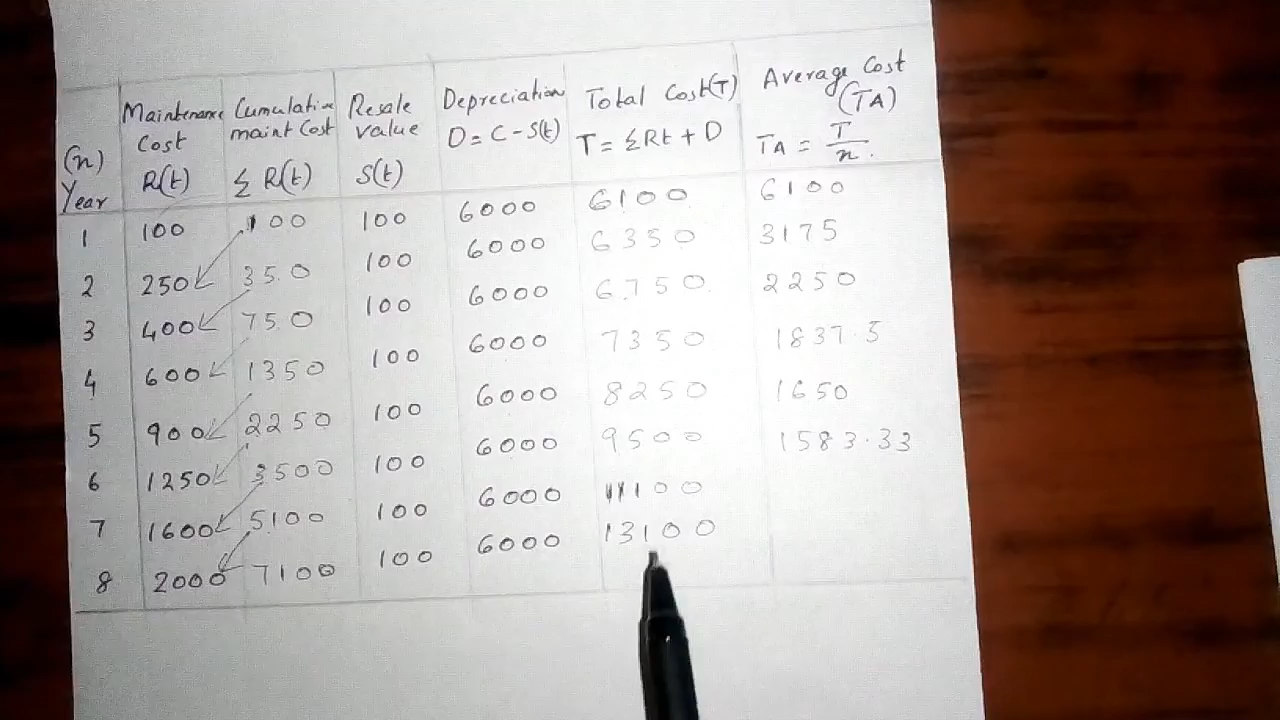 (n) Year | Maintenance Cost R(t) | Cumulative maint Cost ΣR(t) | Resale value S(t) | Depreciation D = C - S(t) | Total Cost(T) T = ΣRt + D | Average Cost (TA) TA = T/n.
1 | 100 | 100 | 100 | 6000 | 6100 | 6100
2 | 250 | 350 | 100 | 6000 | 6350 | 3175
3 | 400 | 750 | 100 | 6000 | 6750 | 2250
4 | 600 | 1350 | 100 | 6000 | 7350 | 1837.5
5 | 900 | 2250 | 100 | 6000 | 8250 | 1650
6 | 1250 | 3500 | 100 | 6000 | 9500 | 1583.33
7 | 1600 | 5100 | 100 | 6000 | 11100
8 | 2000 | 7100 | 100 | 6000 | 13100